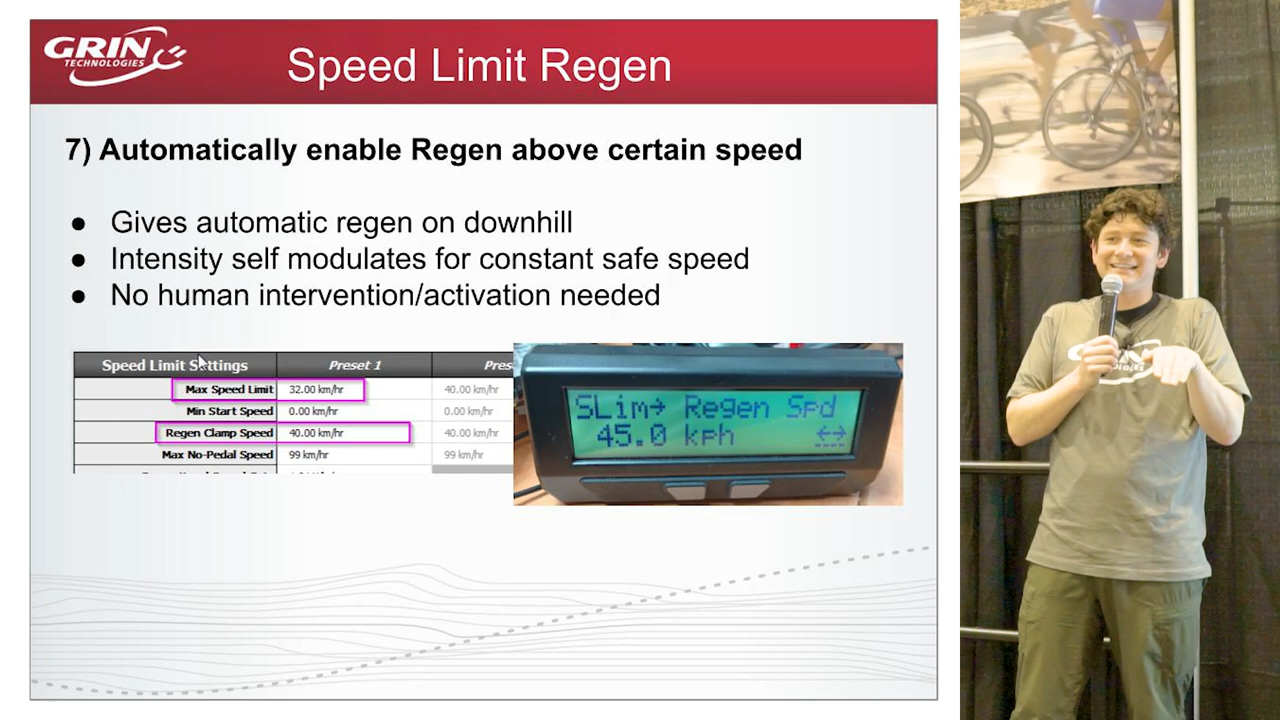 GRIN
TECHNOLOGIES
Speed Limit Regen
7) Automatically enable Regen above certain speed
● Gives automatic regen on downhill
● Intensity self modulates for constant safe speed
● No human intervention/activation needed
Speed Limit Settings Preset 1 Pres
Max Speed Limit 32.00 km/hr 40.00 km/hr
Min Start Speed 0.00 km/hr 0.00 km/hr
Regen Clamp Speed 40.00 km/hr 40.00 km/hr
Max No-Pedal Speed 99 km/hr 99 km/hr
SLim→ Regen Spd
45.0 kph ←→
GRIN
TECHNOLOGIES